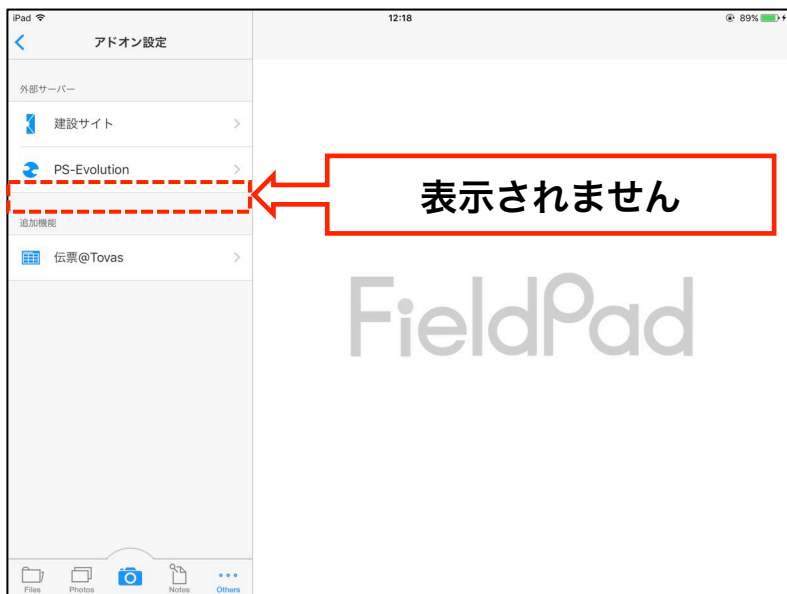 iPad 12:18 89%
アドオン設定
外部サーバー
建設サイト
PS-Evolution
表示されません
追加機能
伝票@Tovas
FieldPad
Files Photos Notes Others